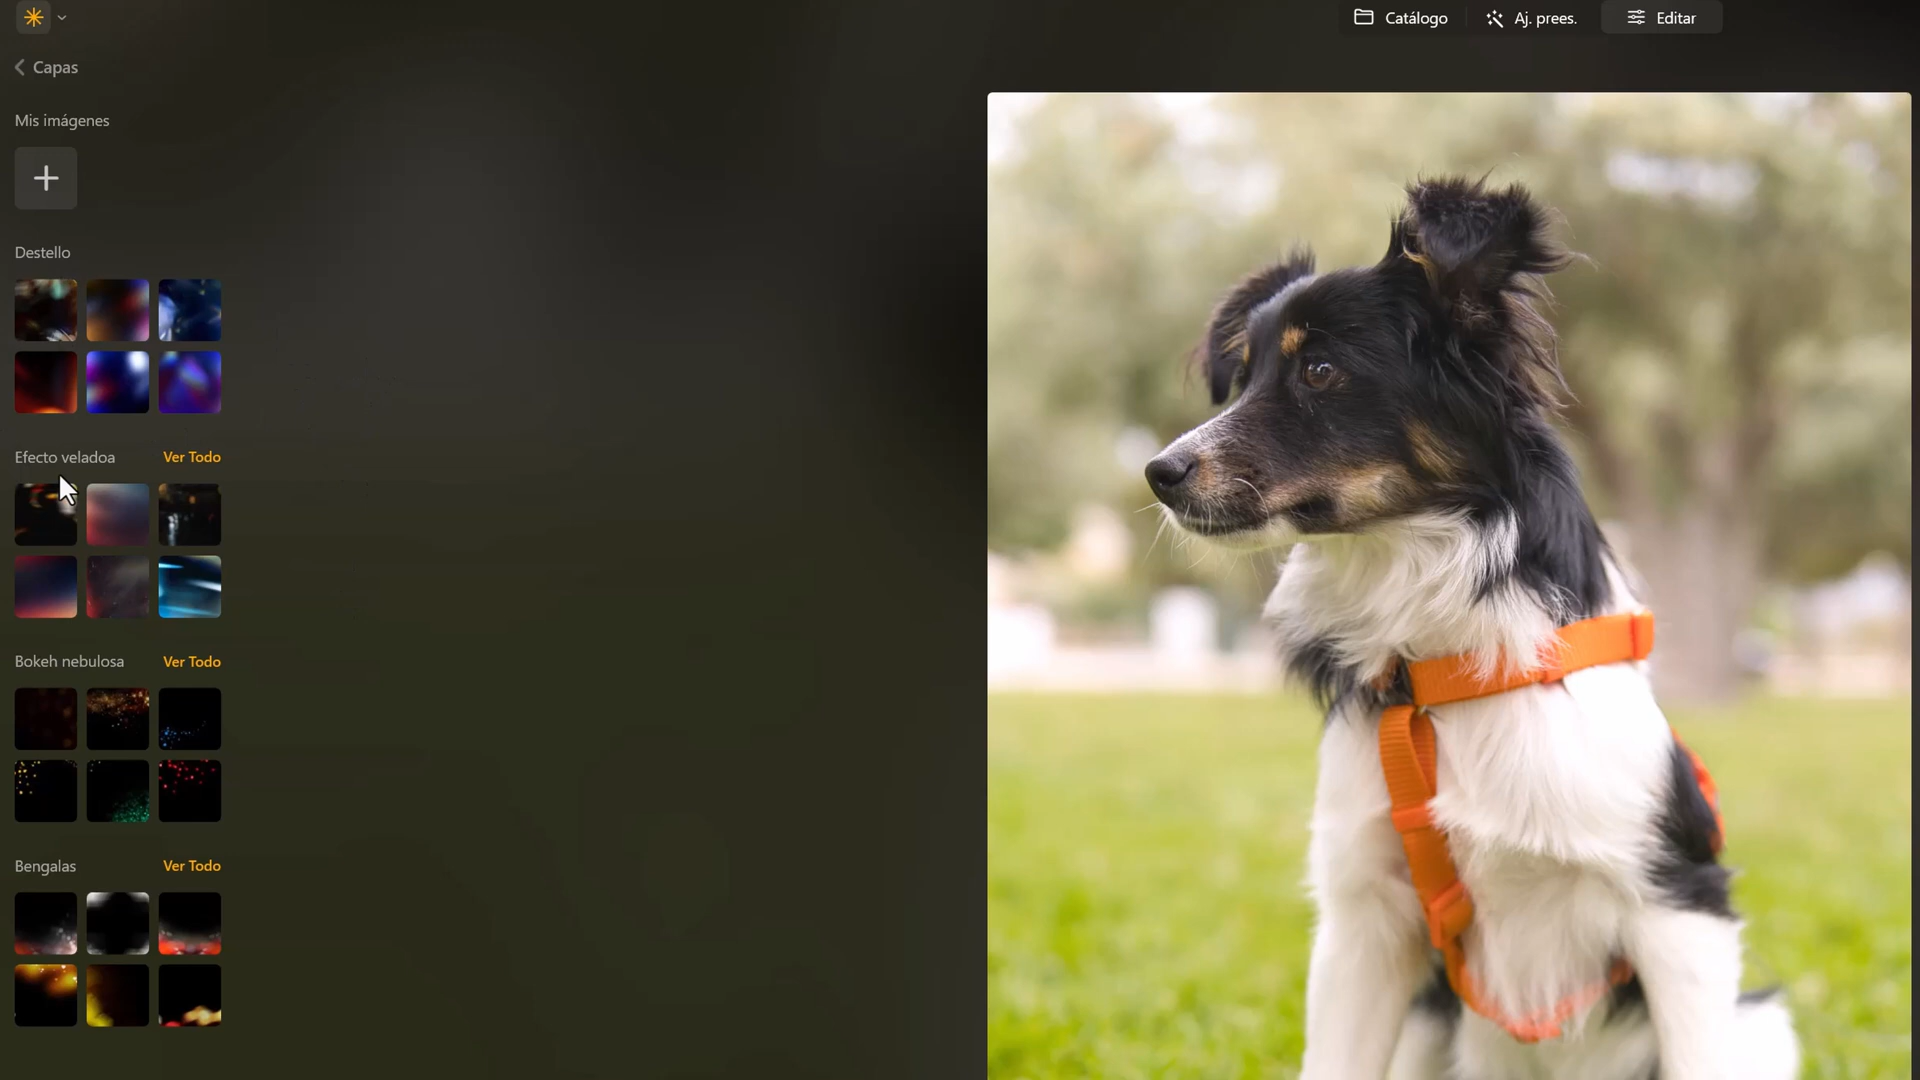 Catálogo
Aj. prees.
Editar
Capas
Mis imágenes
Destello
Efecto veladoa
Ver Todo
Bokeh nebulosa
Ver Todo
Bengalas
Ver Todo